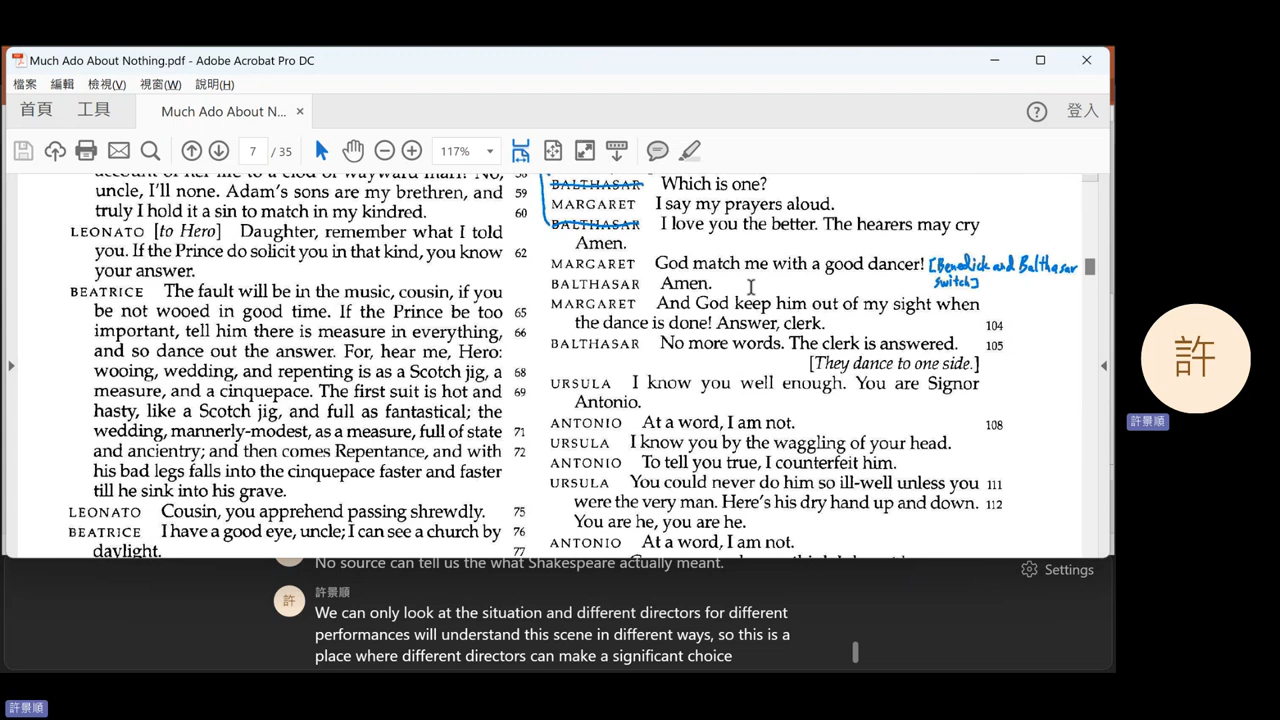 Much Ado About Nothing.pdf - Adobe Acrobat Pro DC
檔案 編輯 檢視(V) 視窗(W) 說明(H)
首頁 工具 Much Ado About N... × ? 登入
7 / 35 117%
uncle, I'll none. Adam's sons are my brethren, and 59
truly I hold it a sin to match in my kindred. 60
LEONATO [to Hero] Daughter, remember what I told
you. If the Prince do solicit you in that kind, you know 62
your answer.
BEATRICE The fault will be in the music, cousin, if you
be not wooed in good time. If the Prince be too 65
important, tell him there is measure in everything, 66
and so dance out the answer. For, hear me, Hero:
wooing, wedding, and repenting is as a Scotch jig, a 68
measure, and a cinquepace. The first suit is hot and 69
hasty, like a Scotch jig, and full as fantastical; the
wedding, mannerly-modest, as a measure, full of state 71
and ancientry; and then comes Repentance, and with 72
his bad legs falls into the cinquepace faster and faster
till he sink into his grave.
LEONATO Cousin, you apprehend passing shrewdly. 75
BEATRICE I have a good eye, uncle; I can see a church by 76
daylight. 77
BALTHASAR Which is one?
MARGARET I say my prayers aloud.
BALTHASAR I love you the better. The hearers may cry
Amen.
MARGARET God match me with a good dancer! [Benedick and Balthasar
switch]
BALTHASAR Amen.
MARGARET And God keep him out of my sight when
the dance is done! Answer, clerk. 104
BALTHASAR No more words. The clerk is answered. 105
[They dance to one side.]
URSULA I know you well enough. You are Signor
Antonio.
ANTONIO At a word, I am not. 108
URSULA I know you by the waggling of your head.
ANTONIO To tell you true, I counterfeit him.
URSULA You could never do him so ill-well unless you 111
were the very man. Here's his dry hand up and down. 112
You are he, you are he.
ANTONIO At a word, I am not.
No source can tell us the what Shakespeare actually meant.
Settings
許 許景順
We can only look at the situation and different directors for different
performances will understand this scene in different ways, so this is a
place where different directors can make a significant choice
許
許景順
許景順